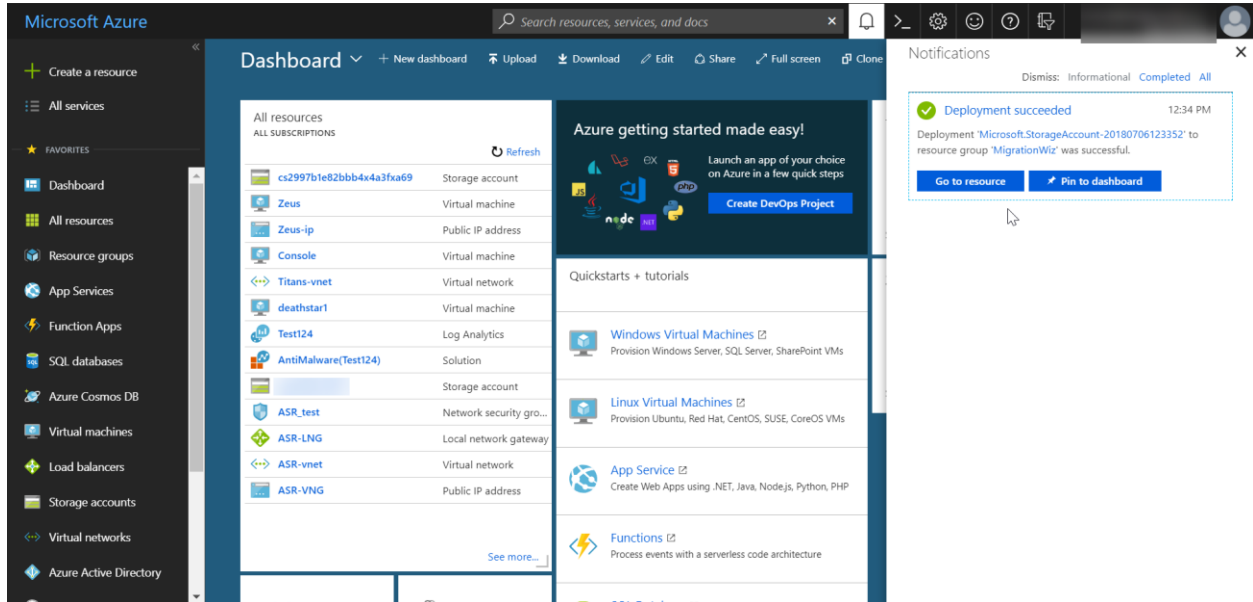 Microsoft Azure
Search resources, services, and docs
Create a resource
All services
FAVORITES
Dashboard
All resources
Resource groups
App Services
Function Apps
SQL databases
Azure Cosmos DB
Virtual machines
Load balancers
Storage accounts
Virtual networks
Azure Active Directory
Dashboard
+ New dashboard Upload Download Edit Share Full screen Clone
All resources
ALL SUBSCRIPTIONS
Refresh
cs2997b1e82bbb4x4a3fxa69 Storage account
Zeus Virtual machine
Zeus-ip Public IP address
Console Virtual machine
Titans-vnet Virtual network
deathstar1 Virtual machine
Test124 Log Analytics
AntiMalware(Test124) Solution
Storage account
ASR_test Network security gro...
ASR-LNG Local network gateway
ASR-vnet Virtual network
ASR-VNG Public IP address
See more...
Azure getting started made easy!
Launch an app of your choice
on Azure in a few quick steps
Create DevOps Project
JS EX php node .NET
Quickstarts + tutorials
Windows Virtual Machines
Provision Windows Server, SQL Server, SharePoint VMs
Linux Virtual Machines
Provision Ubuntu, Red Hat, CentOS, SUSE, CoreOS VMs
App Service
Create Web Apps using .NET, Java, Node.js, Python, PHP
Functions
Process events with a serverless code architecture
Notifications
Dismiss: Informational Completed All
Deployment succeeded 12:34 PM
Deployment 'Microsoft.StorageAccount-20180706123352' to
resource group 'MigrationWiz' was successful.
Go to resource
Pin to dashboard